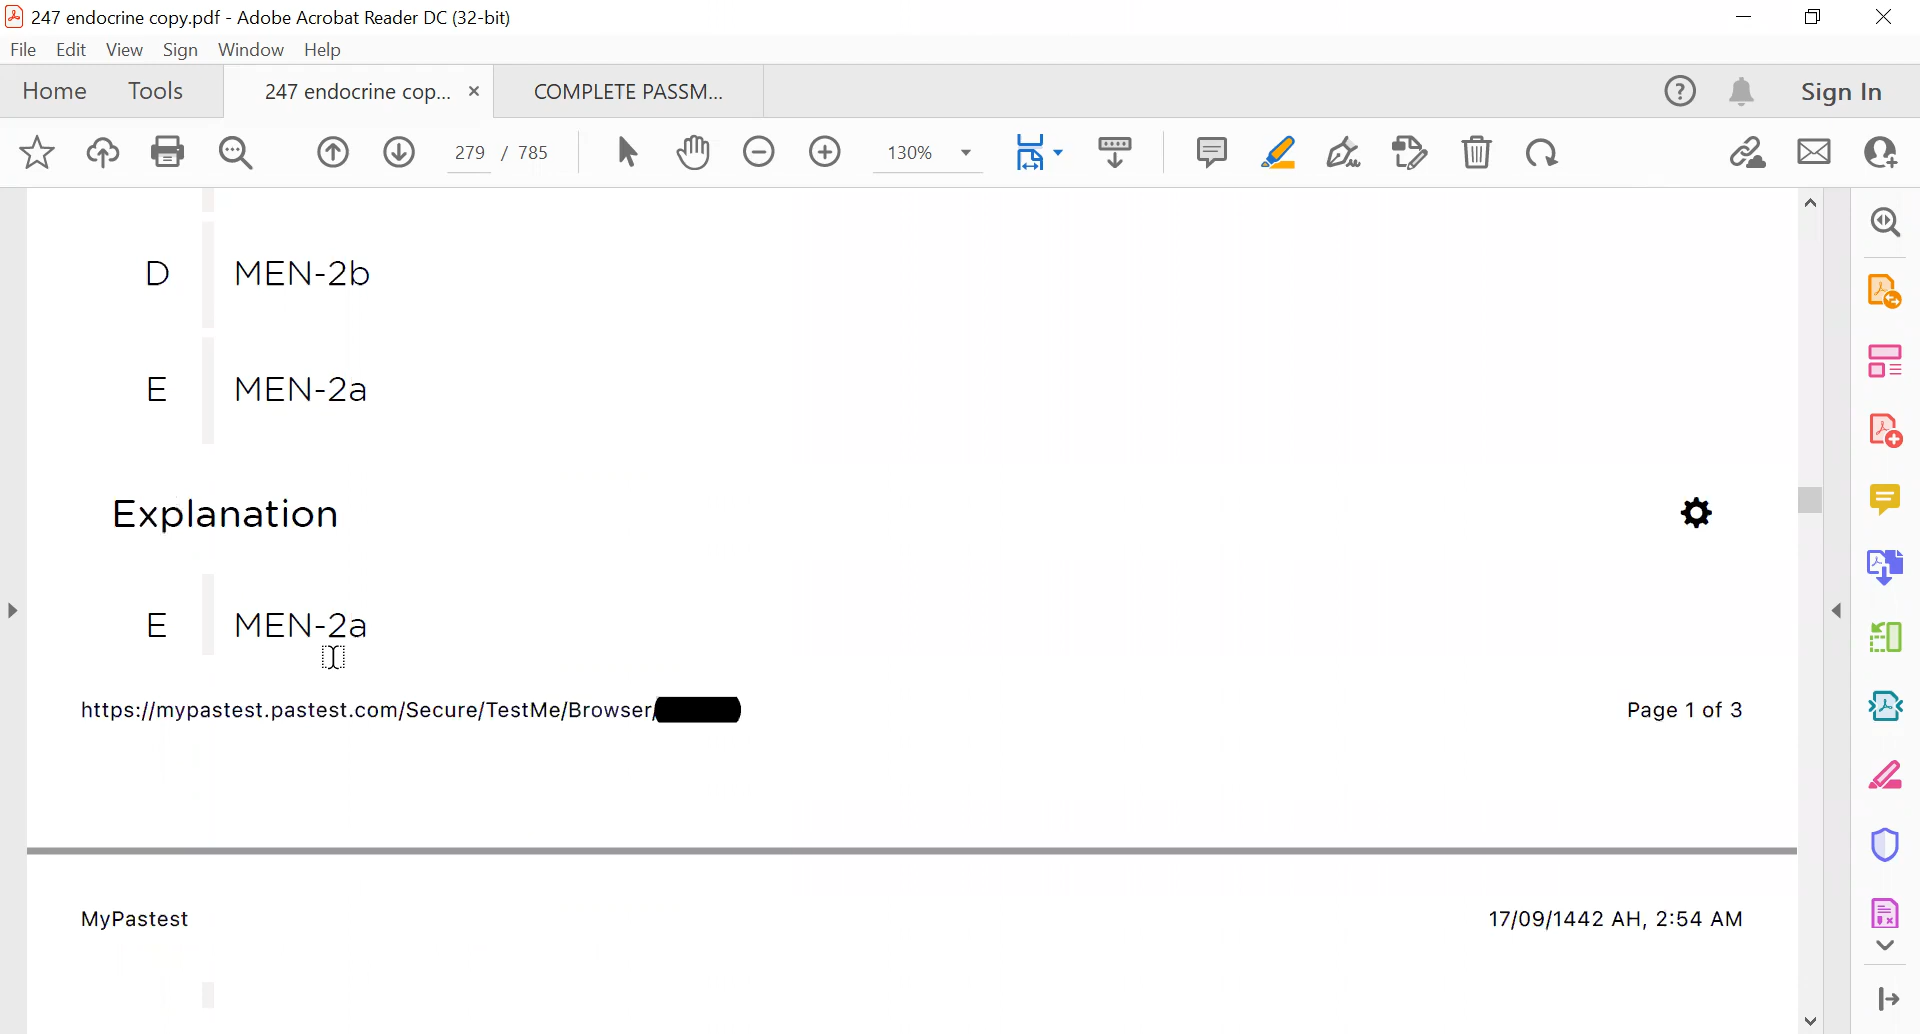 247 endocrine copy.pdf - Adobe Acrobat Reader DC (32-bit)
File Edit View Sign Window Help
Home Tools 247 endocrine cop... × COMPLETE PASSM... Sign In
279 / 785 130%
D MEN-2b
E MEN-2a
Explanation
E MEN-2a
https://mypastest.pastest.com/Secure/TestMe/Browser/ Page 1 of 3
MyPastest 17/09/1442 AH, 2:54 AM